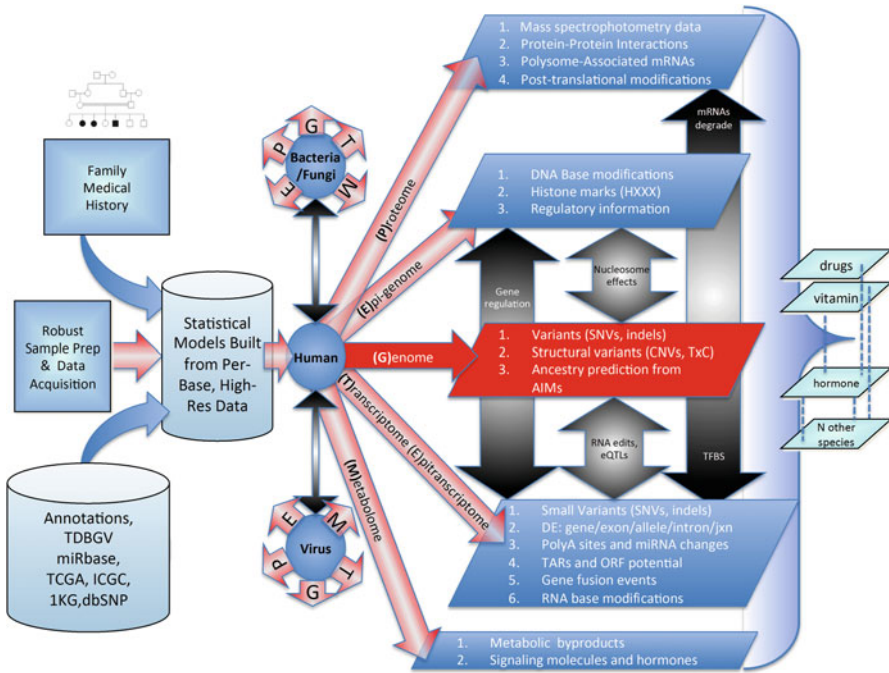 Family
Medical
History
Robust
Sample Prep
& Data
Acquisition
Annotations,
TDBGV
miRbase,
TCGA, ICGC,
1KG,dbSNP
Statistical
Models Built
from Per-
Base, High-
Res Data
E
P
G
T
M
Bacteria
/Fungi
Human
P
E
M
T
G
Virus
(P)roteome
(E)pi-genome
(G)enome
(T)ranscriptome (E)pitranscriptome
(M)etabolome
1. Mass spectrophotometry data
2. Protein-Protein Interactions
3. Polysome-Associated mRNAs
4. Post-translational modifications
mRNAs
degrade
1. DNA Base modifications
2. Histone marks (HXXX)
3. Regulatory information
Gene
regulation
Nucleosome
effects
1. Variants (SNVs, indels)
2. Structural variants (CNVs, TxC)
3. Ancestry prediction from
AIMs
RNA edits,
eQTLs
TFBS
1. Small Variants (SNVs, indels)
2. DE: gene/exon/allele/intron/jxn
3. PolyA sites and miRNA changes
4. TARs and ORF potential
5. Gene fusion events
6. RNA base modifications
1. Metabolic byproducts
2. Signaling molecules and hormones
drugs
vitamin
hormone
N other
species